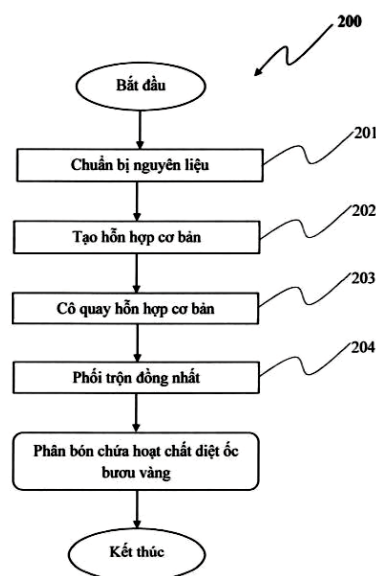 200
Bắt đầu
201
Chuẩn bị nguyên liệu
202
Tạo hỗn hợp cơ bản
203
Cô quay hỗn hợp cơ bản
204
Phối trộn đồng nhất
Phân bón chứa hoạt chất diệt ốc
bươu vàng
Kết thúc